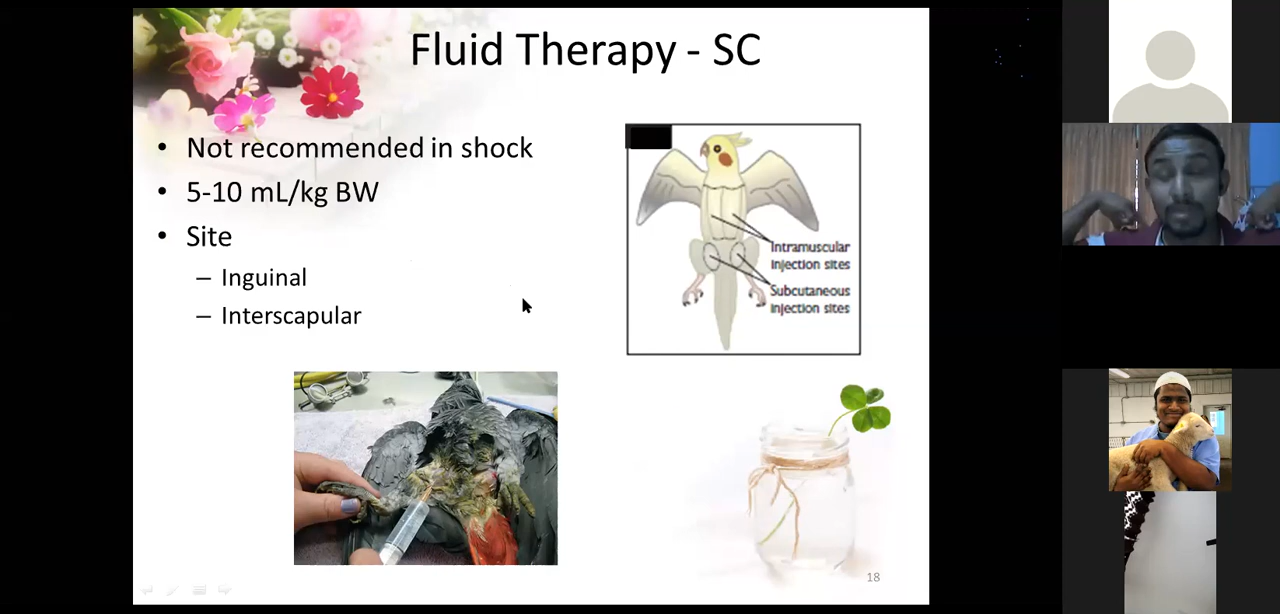 Fluid Therapy - SC
• Not recommended in shock
• 5-10 mL/kg BW
• Site
– Inguinal
– Interscapular
Intramuscular
injection sites
Subcutaneous
injection sites
18